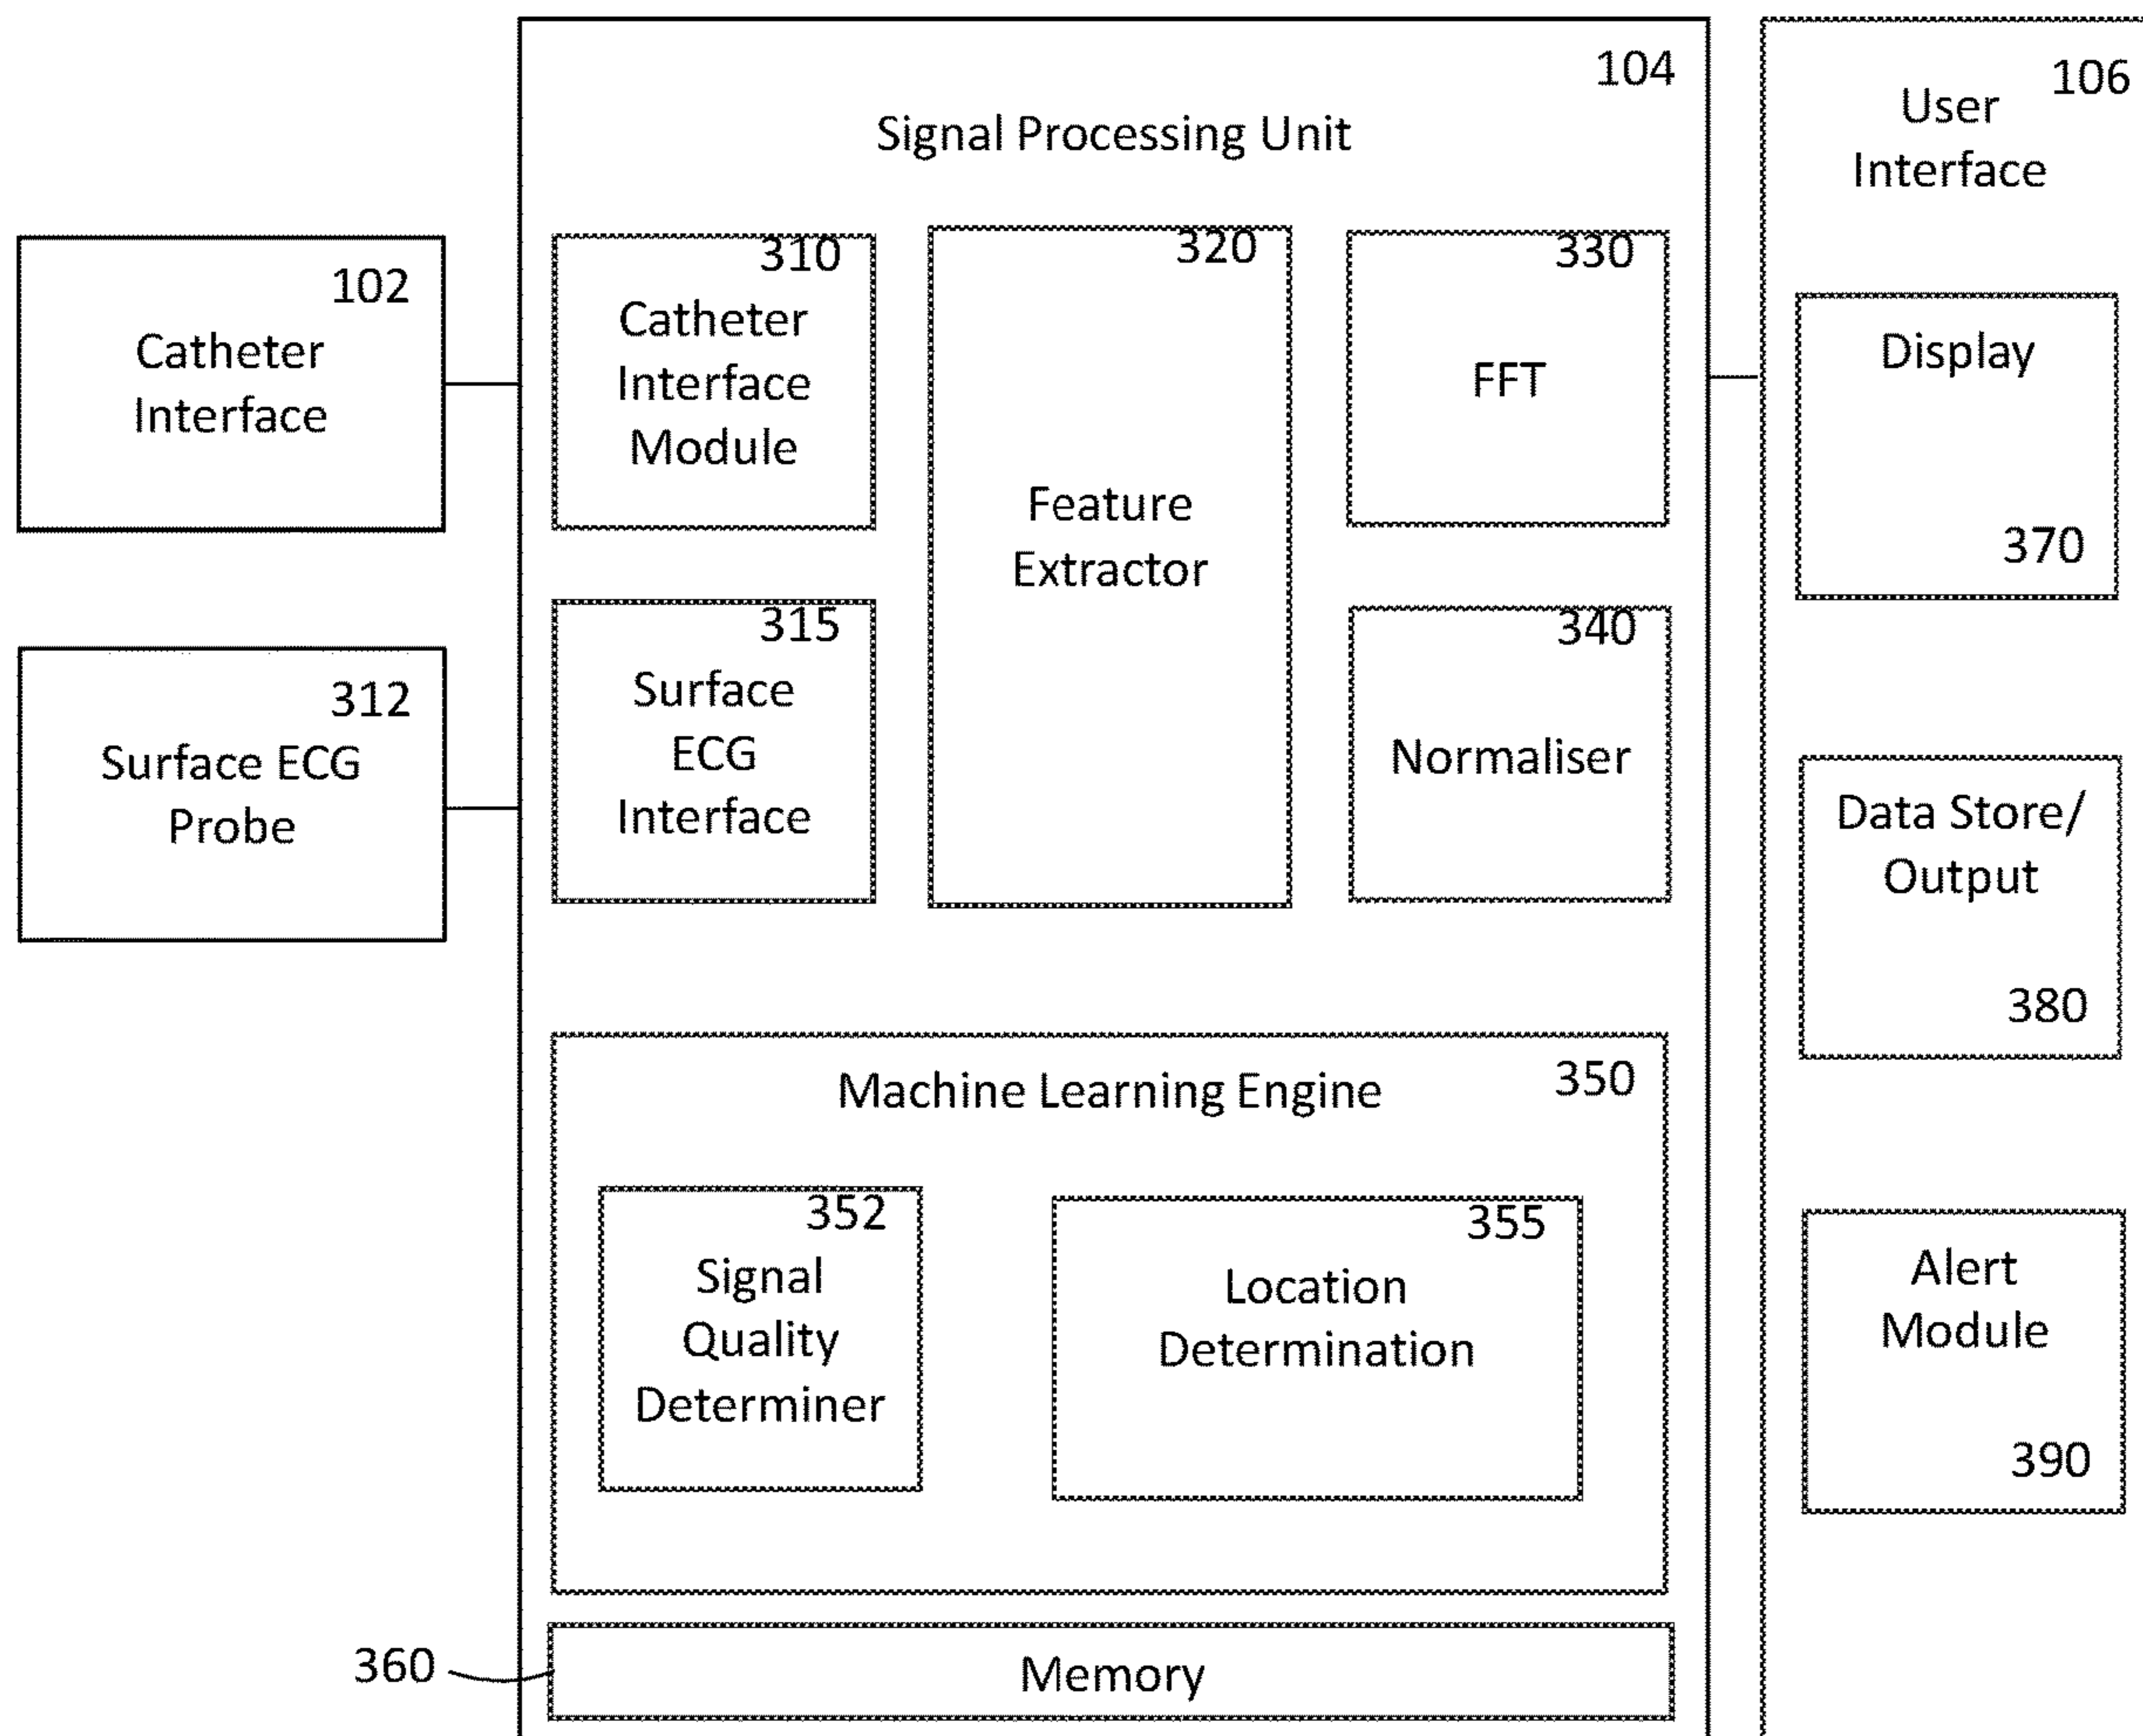 104
Signal Processing Unit
106
User
Interface
102
Catheter
Interface
310
Catheter
Interface
Module
320
Feature
Extractor
330
FFT
Display
370
312
Surface ECG
Probe
315
Surface
ECG
Interface
340
Normaliser
Data Store/
Output
380
Machine Learning Engine
350
352
Signal
Quality
Determiner
355
Location
Determination
Alert
Module
390
360
Memory